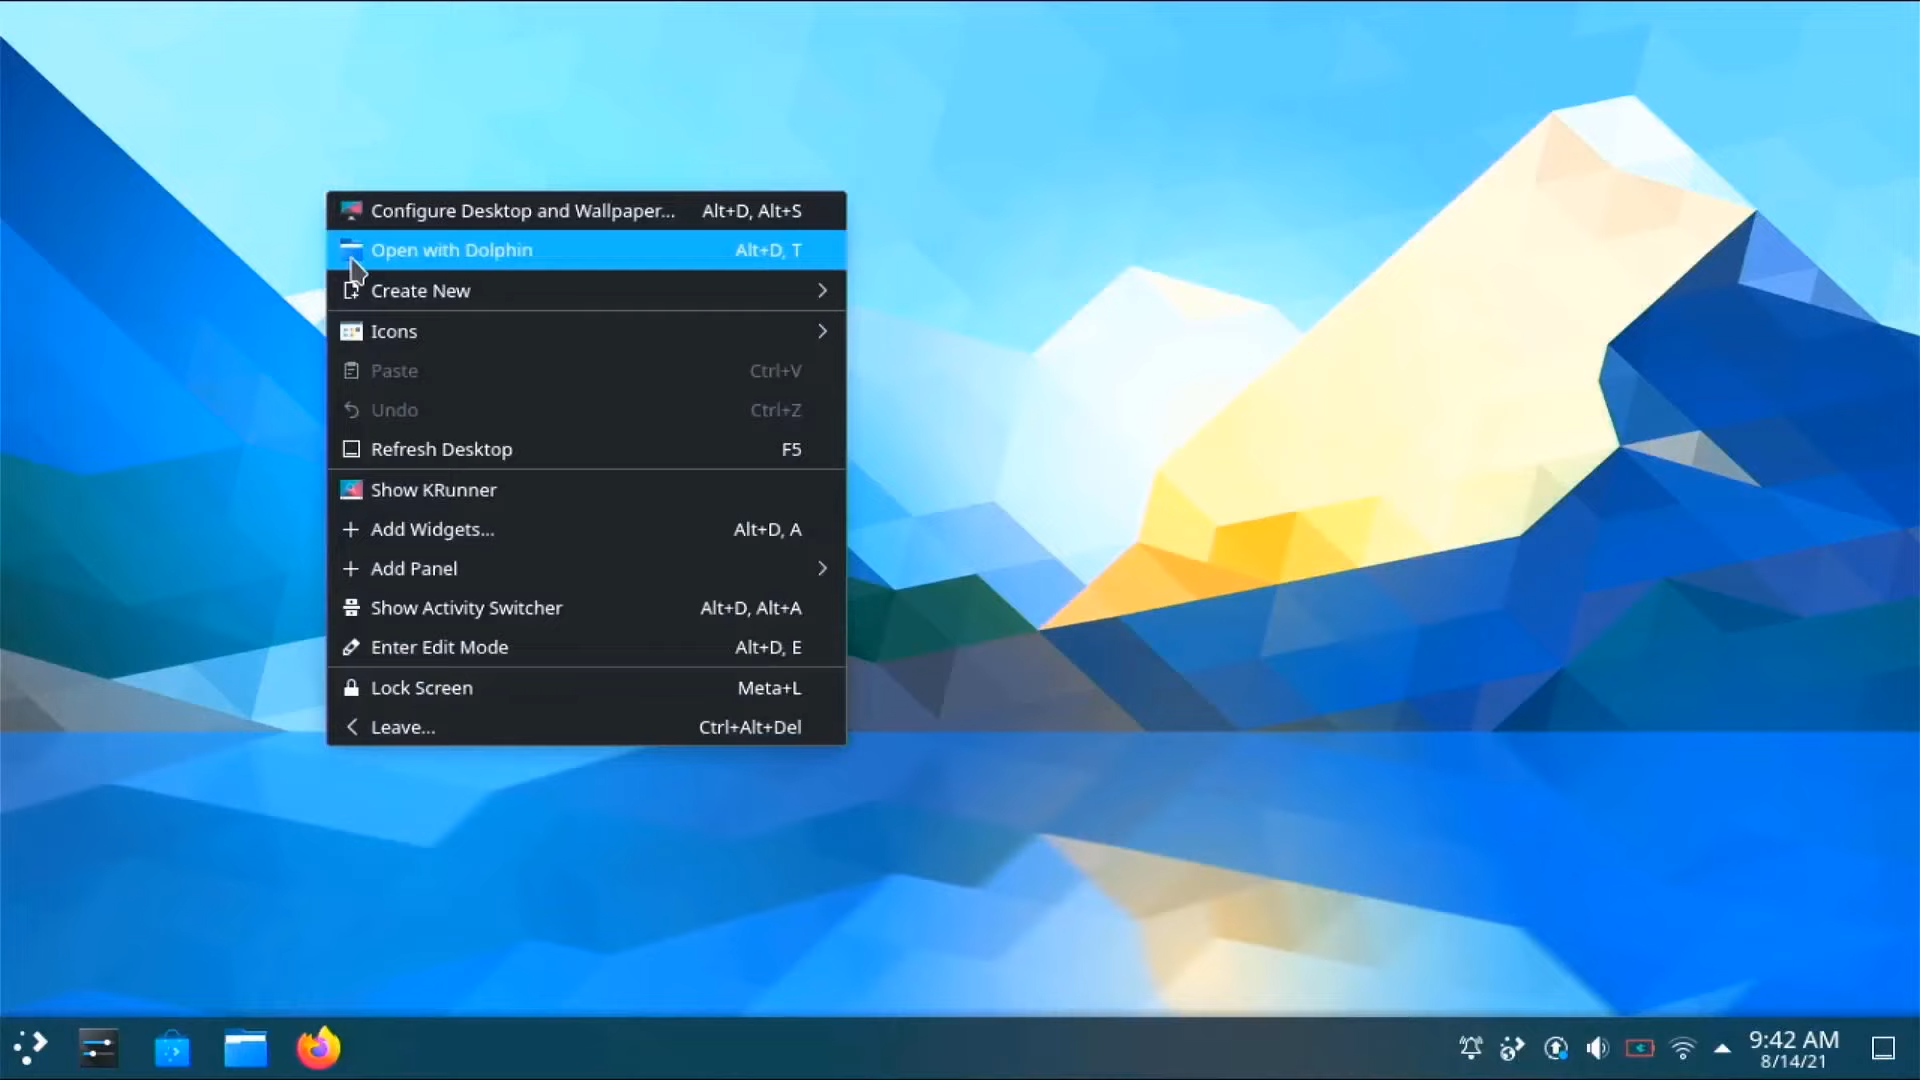 Configure Desktop and Wallpaper... Alt+D, Alt+S
Open with Dolphin Alt+D, T
Create New
Icons
Paste Ctrl+V
Undo Ctrl+Z
Refresh Desktop F5
Show KRunner
Add Widgets... Alt+D, A
Add Panel
Show Activity Switcher Alt+D, Alt+A
Enter Edit Mode Alt+D, E
Lock Screen Meta+L
Leave... Ctrl+Alt+Del
9:42 AM
8/14/21